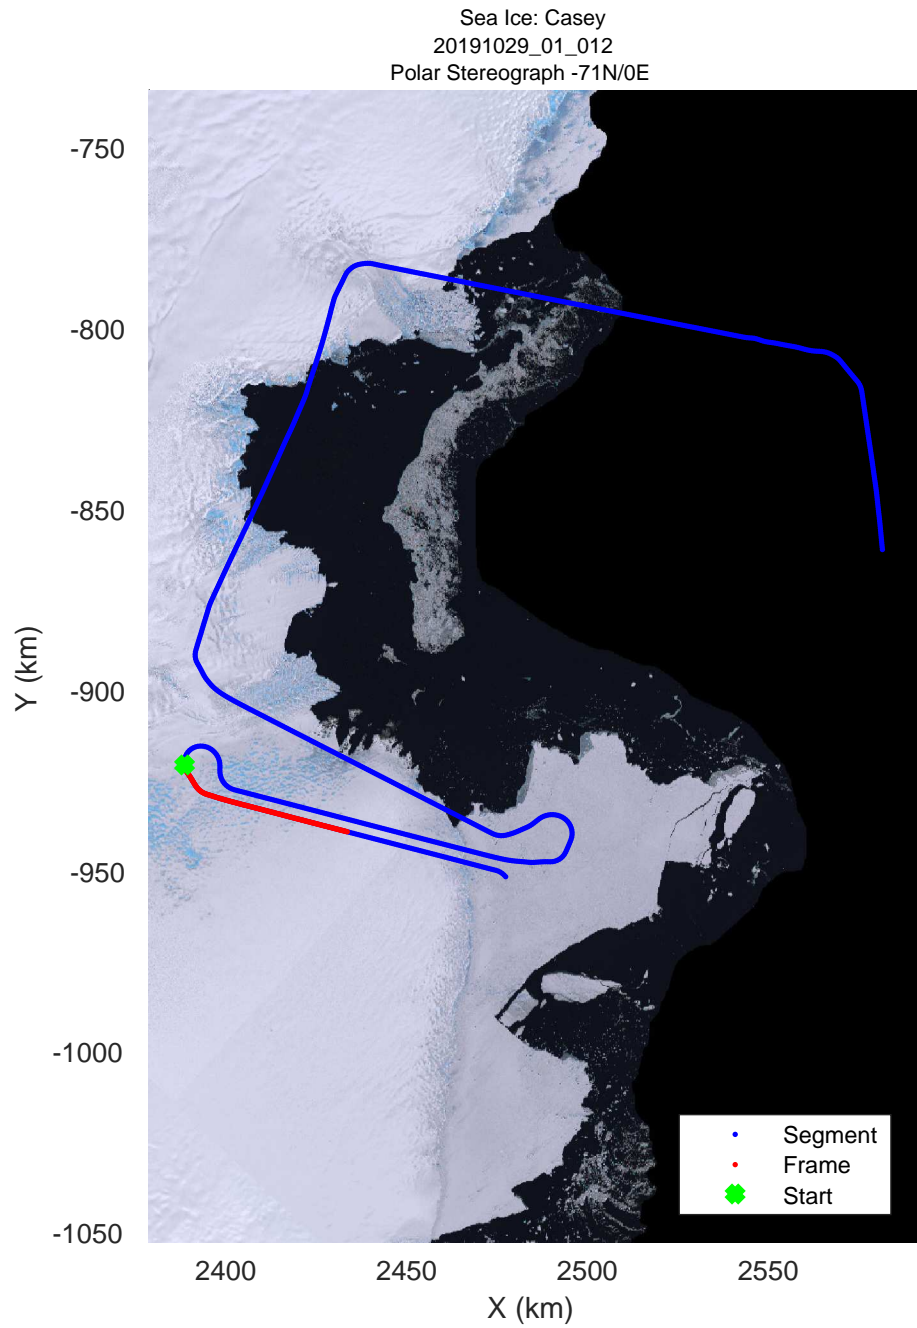 Sea Ice: Casey
20191029_01_012
Polar Stereograph -71N/0E
-750
-800
-850
-900
-950
-1000
-1050
Y (km)
2400 2450 2500 2550
X (km)
Segment
Frame
Start